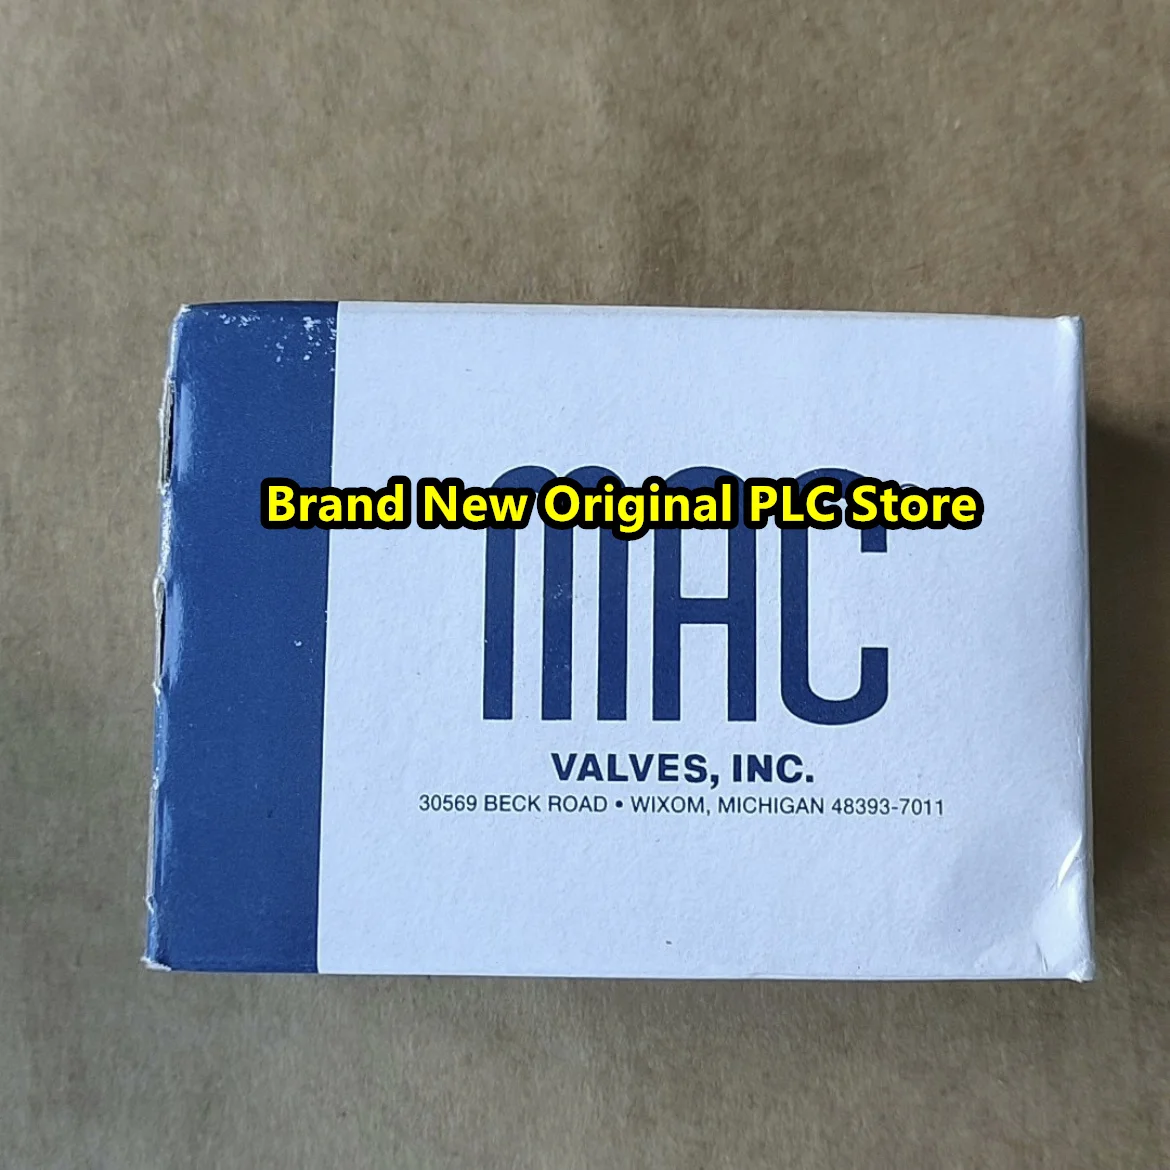 Brand New Original PLC Store
MAC
VALVES, INC.
30569 BECK ROAD • WIXOM, MICHIGAN 48393-7011